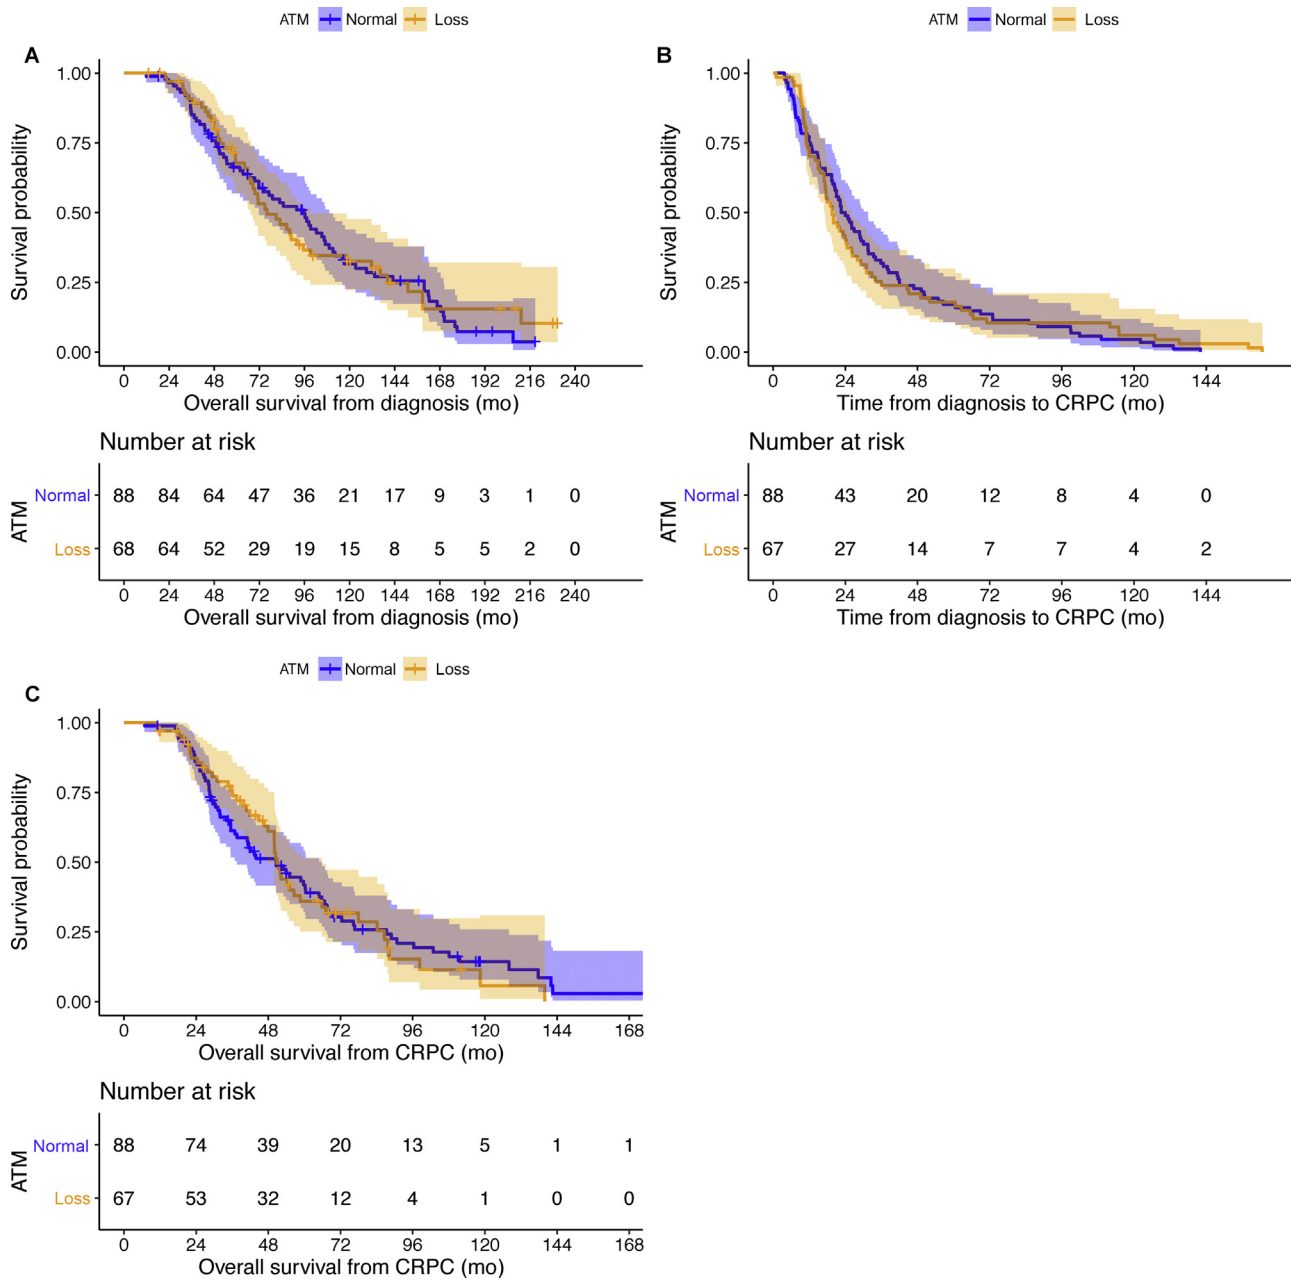 ATM Normal Loss
A
Survival probability
1.00
0.75
0.50
0.25
0.00
0 24 48 72 96 120 144 168 192 216 240
Overall survival from diagnosis (mo)
Number at risk
ATM
Normal 88 84 64 47 36 21 17 9 3 1 0
Loss 68 64 52 29 19 15 8 5 5 2 0
0 24 48 72 96 120 144 168 192 216 240
Overall survival from diagnosis (mo)
ATM Normal Loss
B
Survival probability
1.00
0.75
0.50
0.25
0.00
0 24 48 72 96 120 144
Time from diagnosis to CRPC (mo)
Number at risk
ATM
Normal 88 43 20 12 8 4 0
Loss 67 27 14 7 7 4 2
0 24 48 72 96 120 144
Time from diagnosis to CRPC (mo)
ATM Normal Loss
C
Survival probability
1.00
0.75
0.50
0.25
0.00
0 24 48 72 96 120 144 168
Overall survival from CRPC (mo)
Number at risk
ATM
Normal 88 74 39 20 13 5 1 1
Loss 67 53 32 12 4 1 0 0
0 24 48 72 96 120 144 168
Overall survival from CRPC (mo)